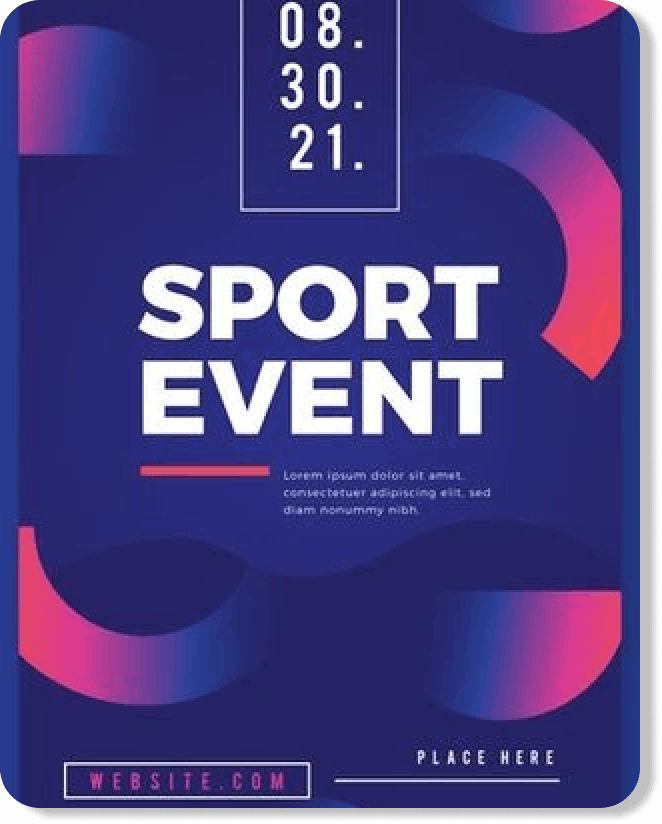 08.
30.
21.
SPORT
EVENT
Lorem ipsum dolor sit amet,
consectetuer adipiscing elit, sed
diam nonummy nibh.
PLACE HERE
WEBSITE.COM